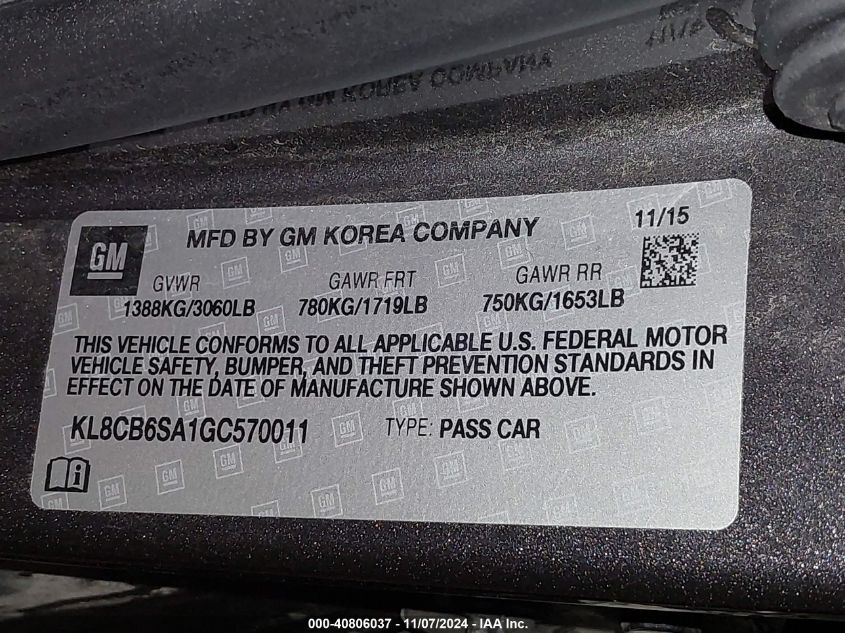 MFD BY GM KOREA COMPANY
11/15
GM
GVWR
1388KG/3060LB
GAWR FRT
780KG/1719LB
GAWR RR
750KG/1653LB
THIS VEHICLE CONFORMS TO ALL APPLICABLE U.S. FEDERAL MOTOR
VEHICLE SAFETY, BUMPER, AND THEFT PREVENTION STANDARDS IN
EFFECT ON THE DATE OF MANUFACTURE SHOWN ABOVE.
KL8CB6SA1GC570011
TYPE: PASS CAR
000-40806037 - 11/07/2024 - IAA Inc.